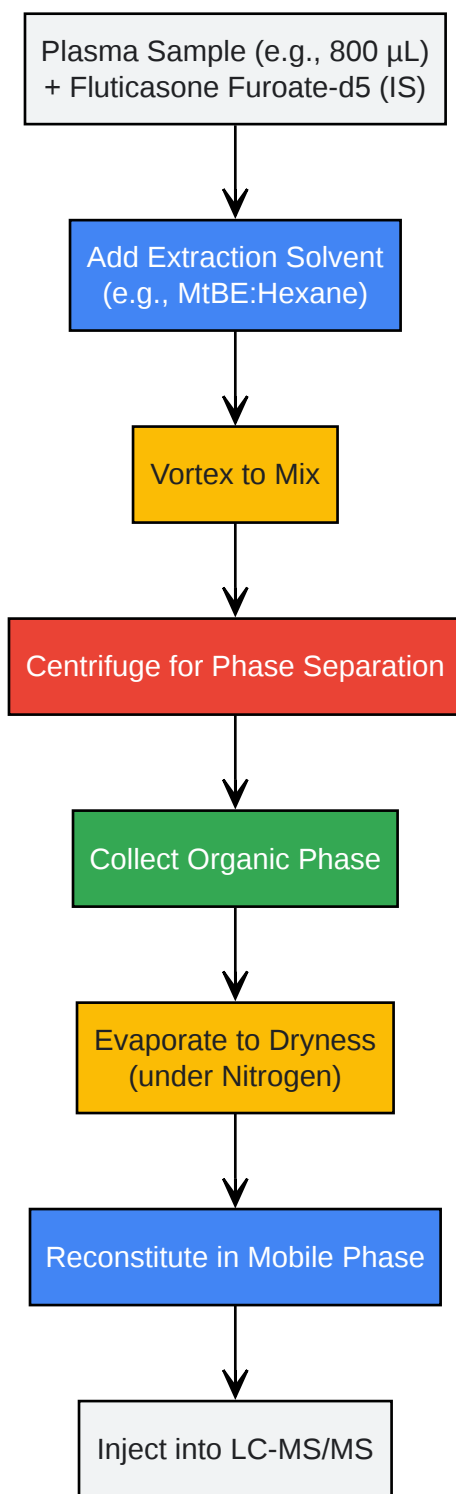 Plasma Sample (e.g., 800 µL)
+ Fluticasone Furoate-d5 (IS)
Add Extraction Solvent
(e.g., MtBE:Hexane)
Vortex to Mix
Centrifuge for Phase Separation
Collect Organic Phase
Evaporate to Dryness
(under Nitrogen)
Reconstitute in Mobile Phase
Inject into LC-MS/MS